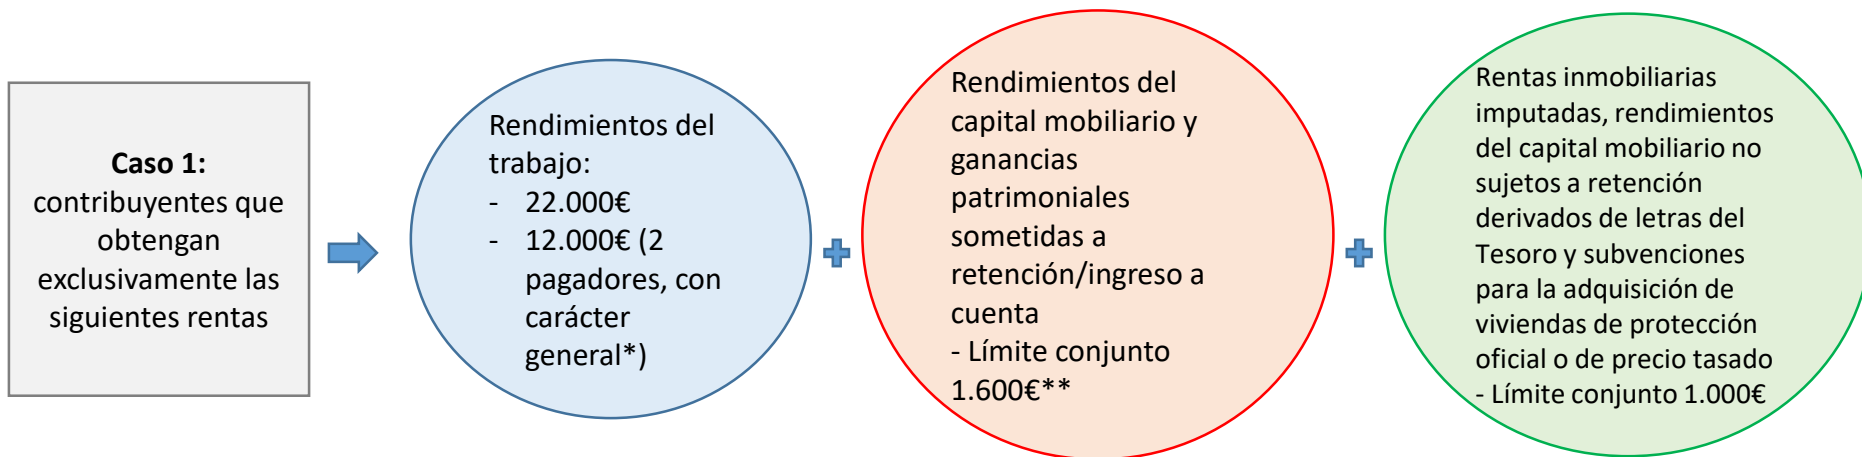 Caso 1:
contribuyentes que
obtengan
exclusivamente las
siguientes rentas
Rendimientos del
trabajo:
- 22.000€
- 12.000€ (2
pagadores, con
carácter
general*)
Rendimientos del
capital mobiliario y
ganancias
patrimoniales
sometidas a
retención/ingreso a
cuenta
- Límite conjunto
1.600€**
Rentas inmobiliarias
imputadas, rendimientos
del capital mobiliario no
sujetos a retención
derivados de letras del
Tesoro y subvenciones
para la adquisición de
viviendas de protección
oficial o de precio tasado
- Límite conjunto 1.000€